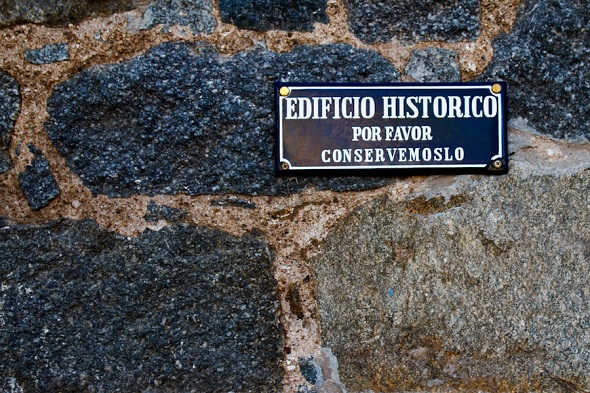 EDIFICIO HISTORICO
POR FAVOR
CONSERVEMOSLO